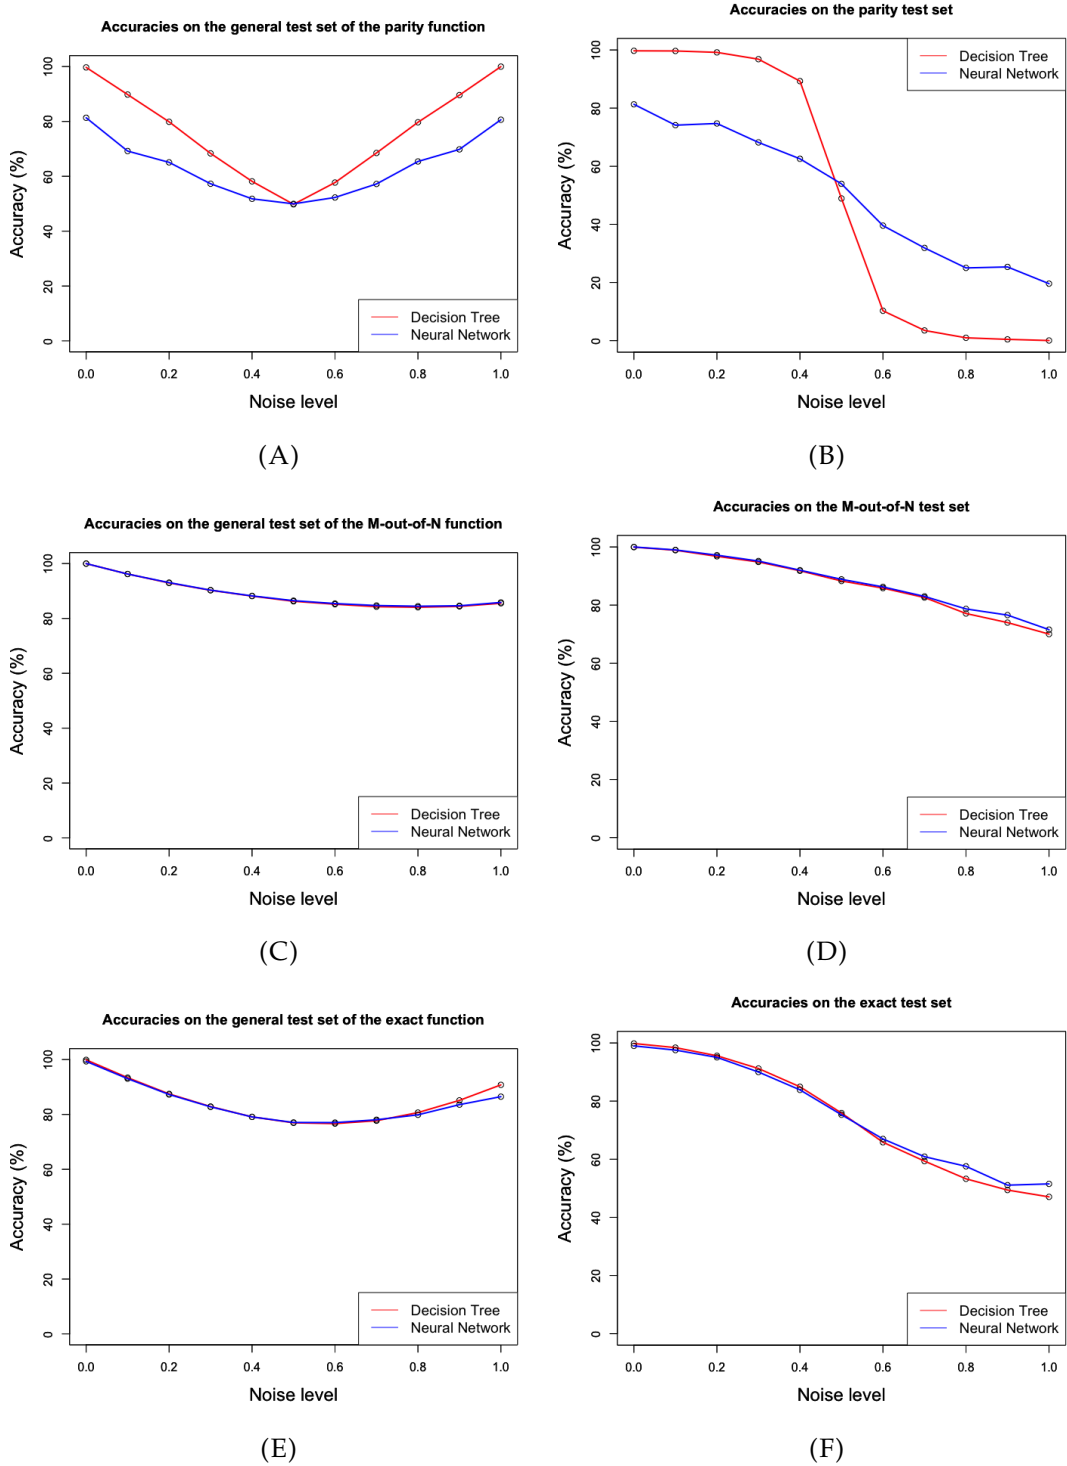 Accuracies on the general test set of the parity function
Accuracy (%)
100
80
60
40
20
0
Decision Tree
Neural Network
0.0 0.2 0.4 0.6 0.8 1.0
Noise level
(A)
Accuracies on the parity test set
Accuracy (%)
100
80
60
40
20
0
Decision Tree
Neural Network
0.0 0.2 0.4 0.6 0.8 1.0
Noise level
(B)
Accuracies on the general test set of the M-out-of-N function
Accuracy (%)
100
80
60
40
20
0
Decision Tree
Neural Network
0.0 0.2 0.4 0.6 0.8 1.0
Noise level
(C)
Accuracies on the M-out-of-N test set
Accuracy (%)
100
80
60
40
20
0
Decision Tree
Neural Network
0.0 0.2 0.4 0.6 0.8 1.0
Noise level
(D)
Accuracies on the general test set of the exact function
Accuracy (%)
100
80
60
40
20
0
Decision Tree
Neural Network
0.0 0.2 0.4 0.6 0.8 1.0
Noise level
(E)
Accuracies on the exact test set
Accuracy (%)
100
80
60
40
20
0
Decision Tree
Neural Network
0.0 0.2 0.4 0.6 0.8 1.0
Noise level
(F)